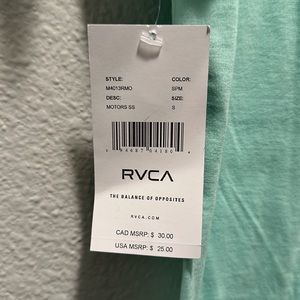 STYLE: COLOR:
M4013RMO SPM
DESC: SIZE:
MOTORS SS S
RVCA
THE BALANCE OF OPPOSITES
RVCA.COM
CAD MSRP: $ 30.00
USA MSRP: $ 25.00